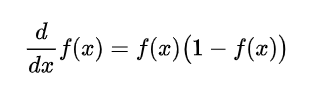 d/dx f(x) = f(x)(1 − f(x))